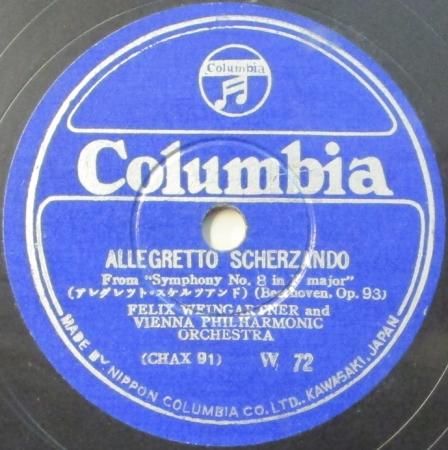 Columbia
Columbia
ALLEGRETTO SCHERZANDO
From "Symphony No. 8 in F major"
(アレグレット・スケルツアンド) (Beethoven, Op. 93)
FELIX WEINGARTNER and
VIENNA PHILHARMONIC
ORCHESTRA
(CHAX 91) W 72
MADE BY NIPPON COLUMBIA CO. LTD., KAWASAKI, JAPAN